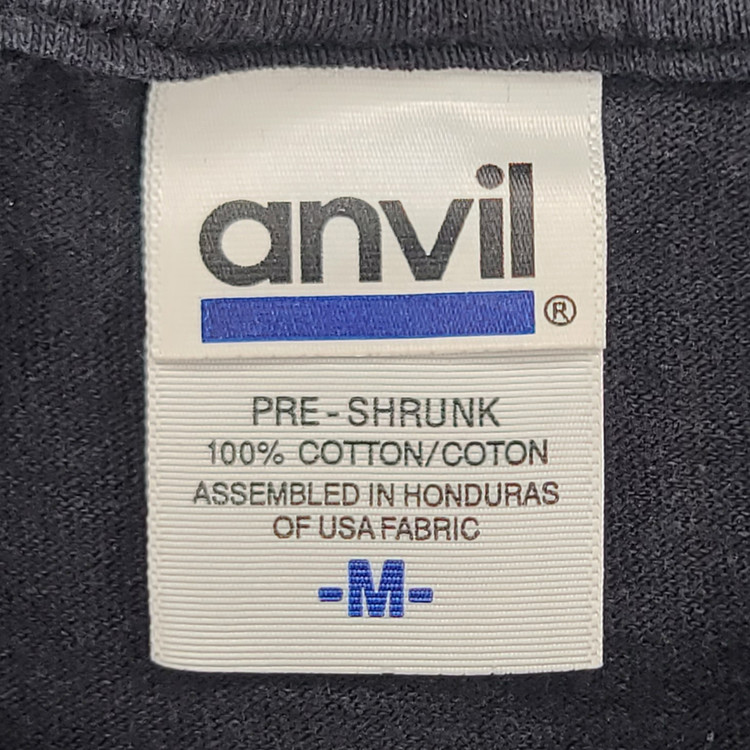 anvil
®
PRE-SHRUNK
100% COTTON/COTON
ASSEMBLED IN HONDURAS
OF USA FABRIC
-M-